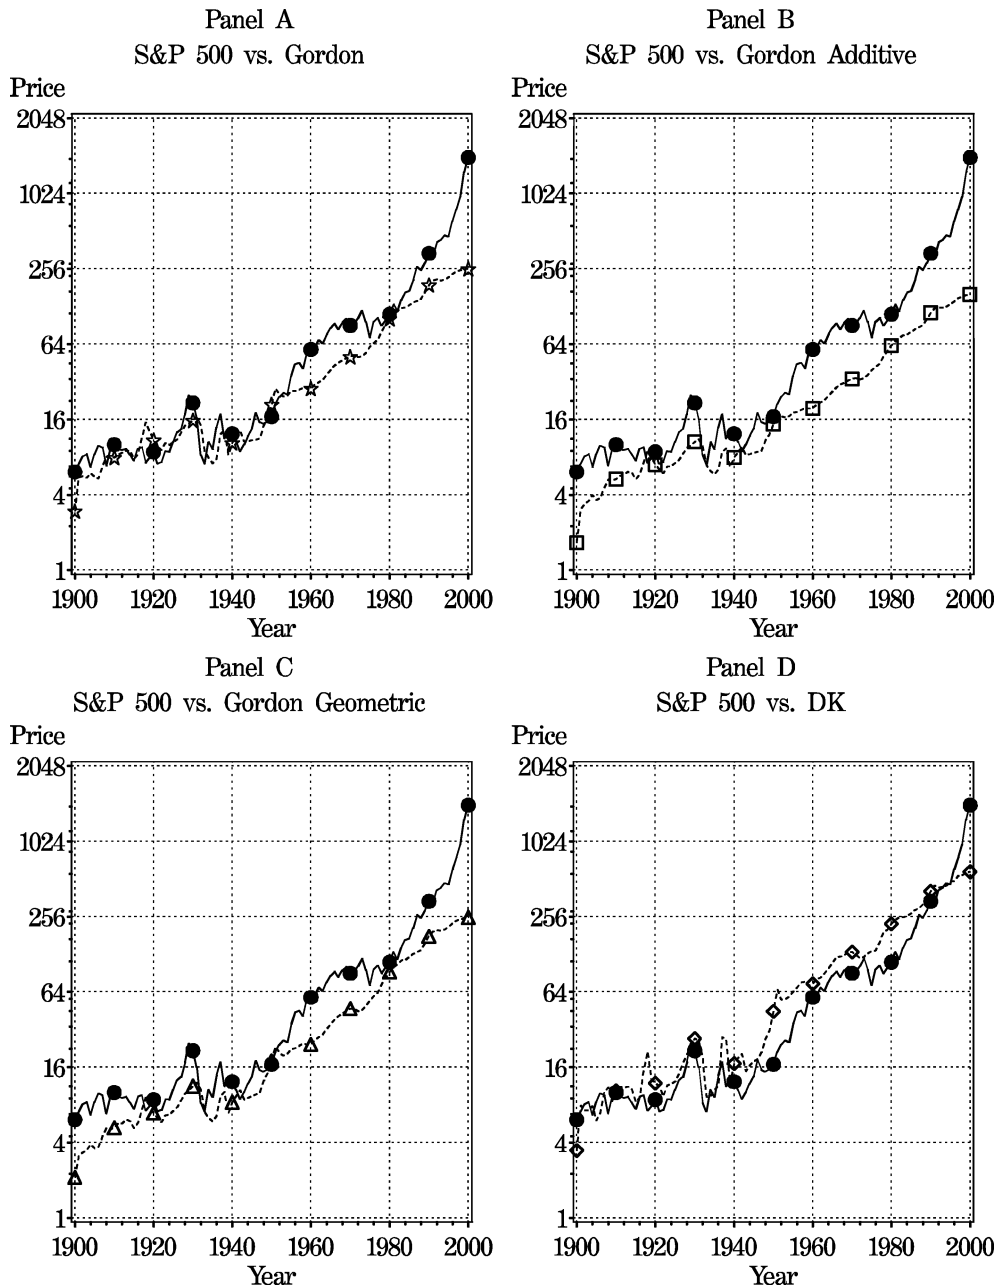 Panel A
S&P 500 vs. Gordon
Price
2048
1024
256
64
16
4
1
1900 1920 1940 1960 1980 2000
Year
Panel B
S&P 500 vs. Gordon Additive
Price
2048
1024
256
64
16
4
1
1900 1920 1940 1960 1980 2000
Year
Panel C
S&P 500 vs. Gordon Geometric
Price
2048
1024
256
64
16
4
1
1900 1920 1940 1960 1980 2000
Year
Panel D
S&P 500 vs. DK
Price
2048
1024
256
64
16
4
1
1900 1920 1940 1960 1980 2000
Year